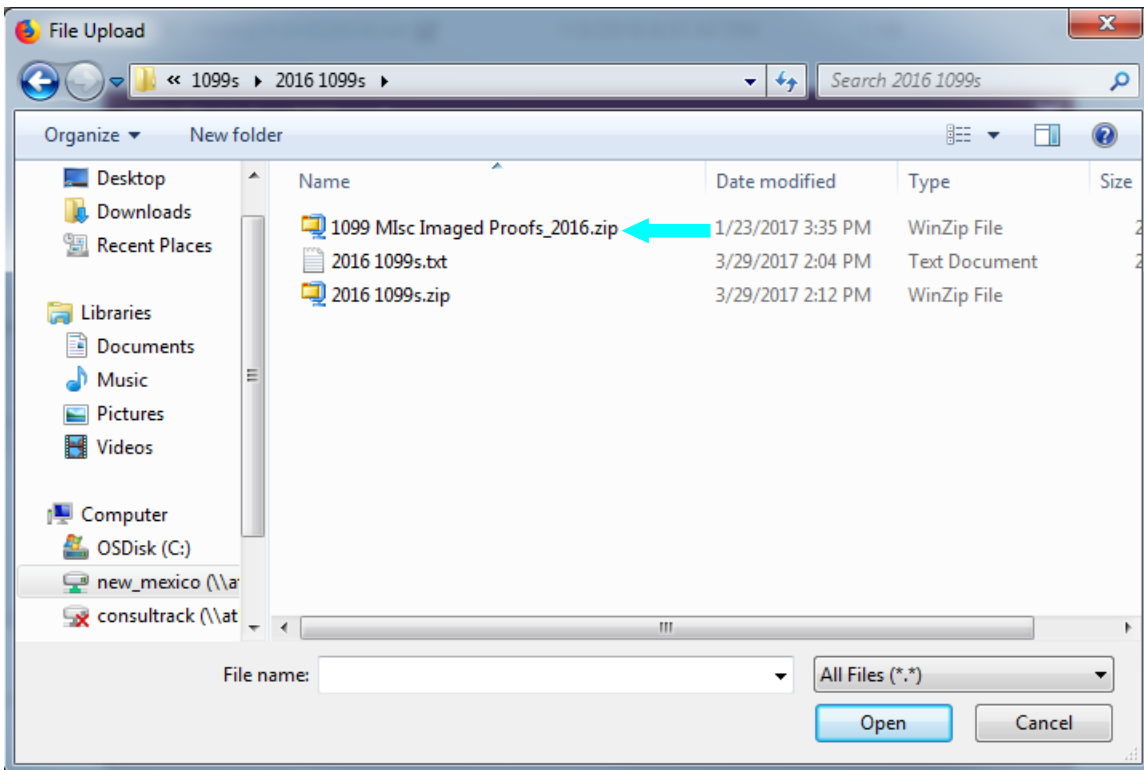 File Upload
« 1099s ▸ 2016 1099s ▸
Search 2016 1099s
Organize New folder
Desktop
Downloads
Recent Places
Libraries
Documents
Music
Pictures
Videos
Computer
OSDisk (C:)
new_mexico (\\a
consultrack (\\at
Name Date modified Type Size
1099 MIsc Imaged Proofs_2016.zip 1/23/2017 3:35 PM WinZip File 2
2016 1099s.txt 3/29/2017 2:04 PM Text Document 2
2016 1099s.zip 3/29/2017 2:12 PM WinZip File
File name: All Files (*.*)
Open Cancel